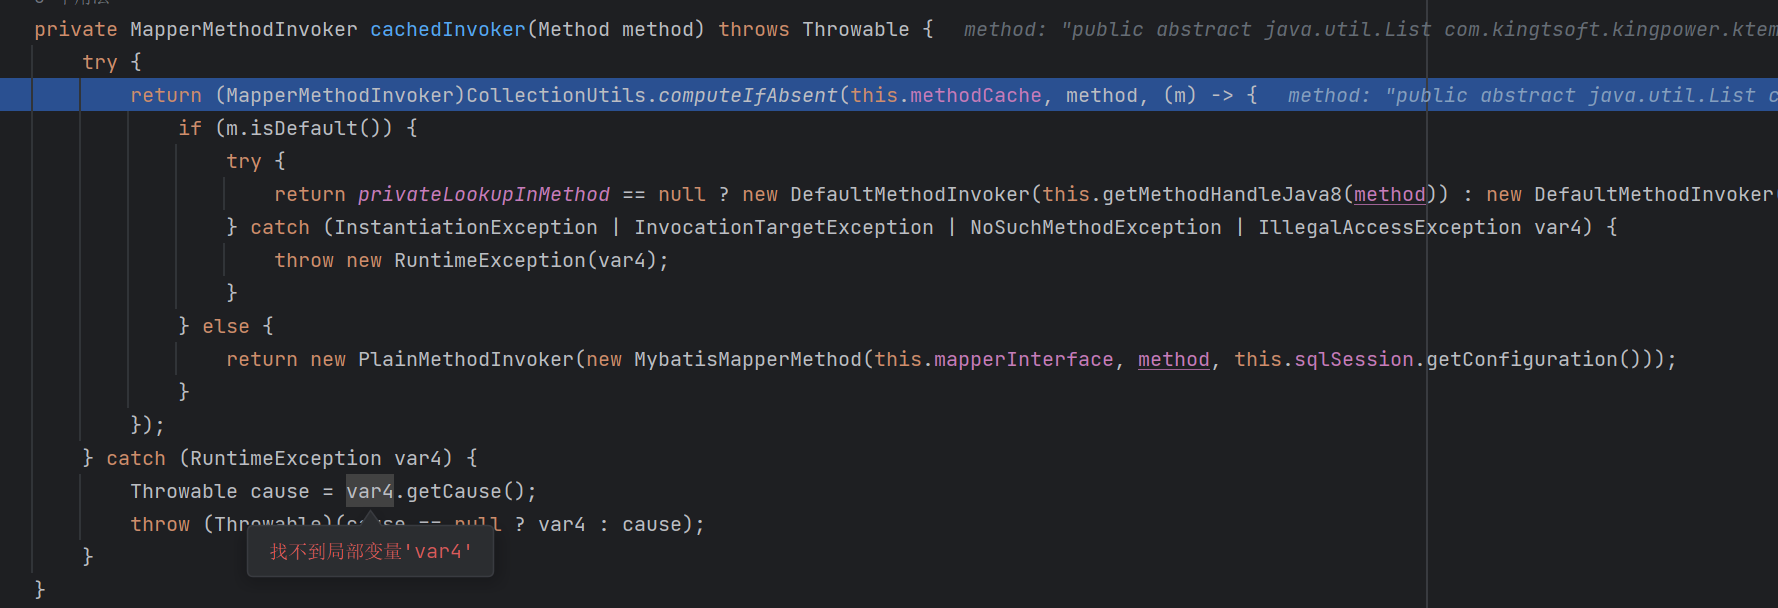 private MapperMethodInvoker cachedInvoker(Method method) throws Throwable {  method: "public abstract java.util.List com.kingtsoft.kingpower.ktem
try {
return (MapperMethodInvoker)CollectionUtils.computeIfAbsent(this.methodCache, method, (m) -> {  method: "public abstract java.util.List c
if (m.isDefault()) {
try {
return privateLookupInMethod == null ? new DefaultMethodInvoker(this.getMethodHandleJava8(method)) : new DefaultMethodInvoker
} catch (InstantiationException | InvocationTargetException | NoSuchMethodException | IllegalAccessException var4) {
throw new RuntimeException(var4);
}
} else {
return new PlainMethodInvoker(new MybatisMapperMethod(this.mapperInterface, method, this.sqlSession.getConfiguration()));
}
});
} catch (RuntimeException var4) {
Throwable cause = var4.getCause();
throw (Throwable)(cause == null ? var4 : cause);
找不到局部变量'var4'
}
}